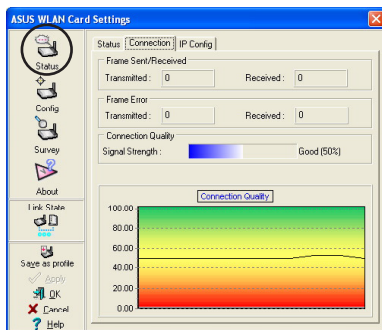 ASUS WLAN Card Settings
Status
Config
Survey
About
Link State
Save as profile
Apply
OK
Cancel
Help
Status Connection IP Config
Frame Sent/Received
Transmitted : 0 Received : 0
Frame Error
Transmitted : 0 Received : 0
Connection Quality
Signal Strength : Good (50%)
Connection Quality
100.00
80.00
60.00
40.00
20.00
0.00